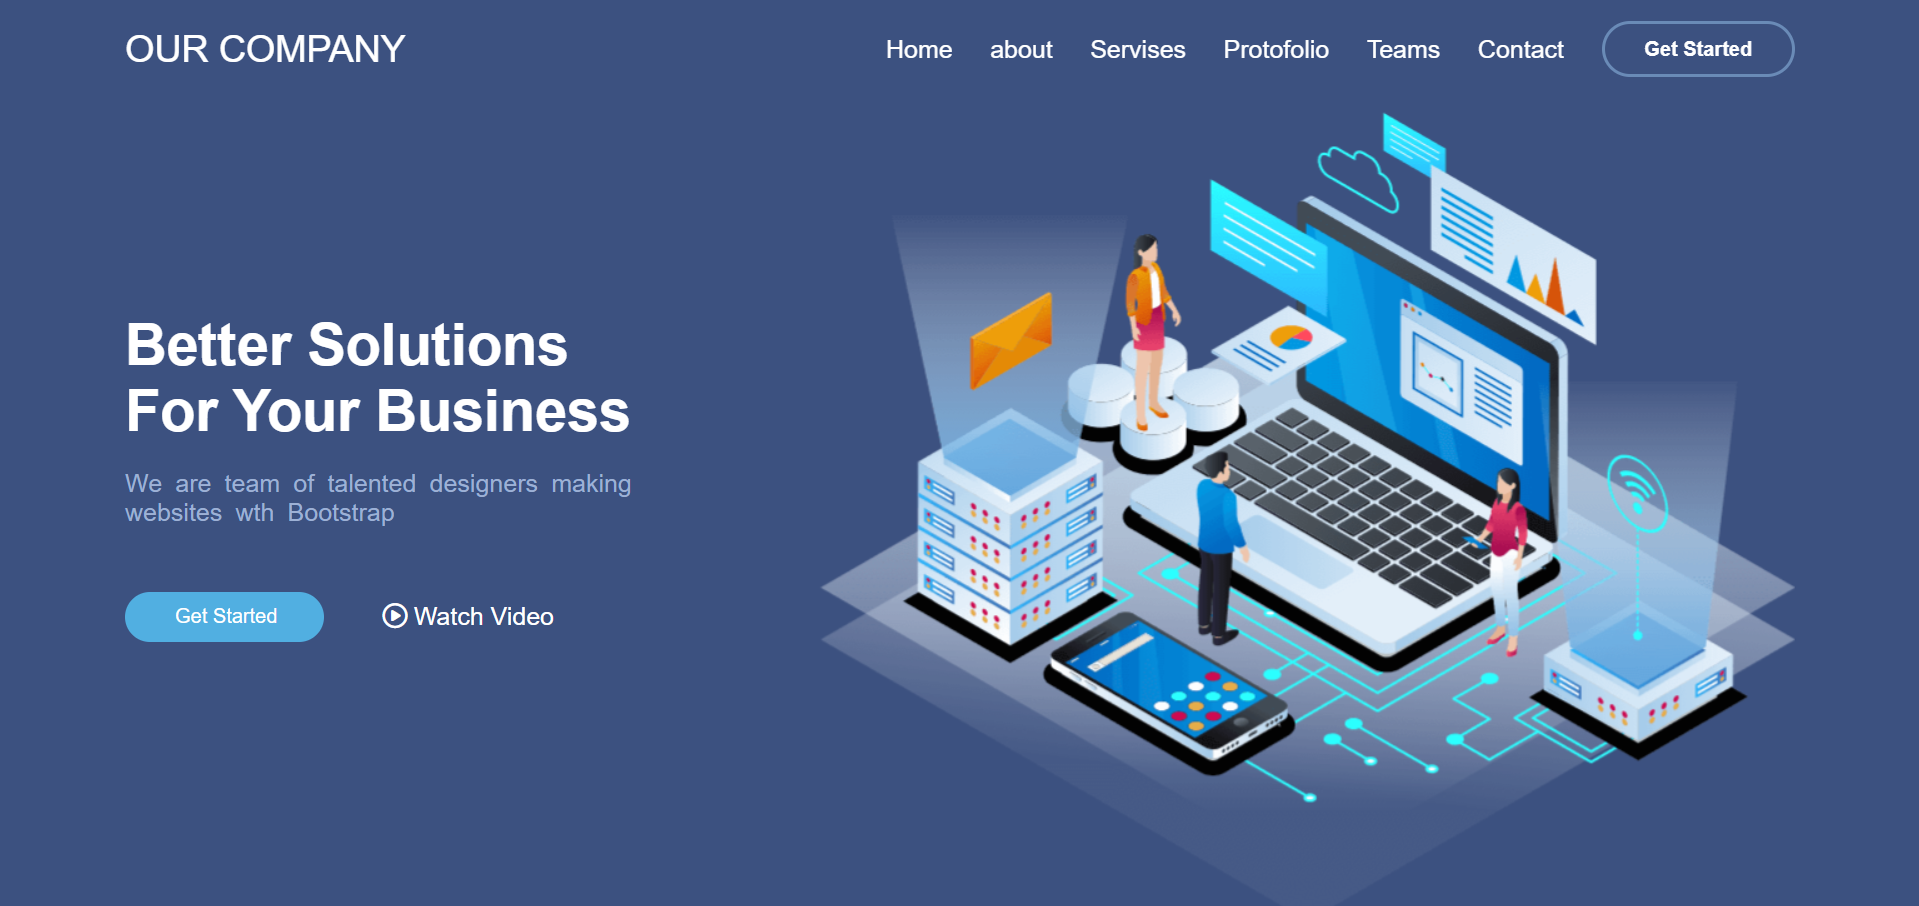 OUR COMPANY
Home about Servises Protofolio Teams Contact Get Started
Better Solutions
For Your Business
We are team of talented designers making
websites wth Bootstrap
Get Started Watch Video